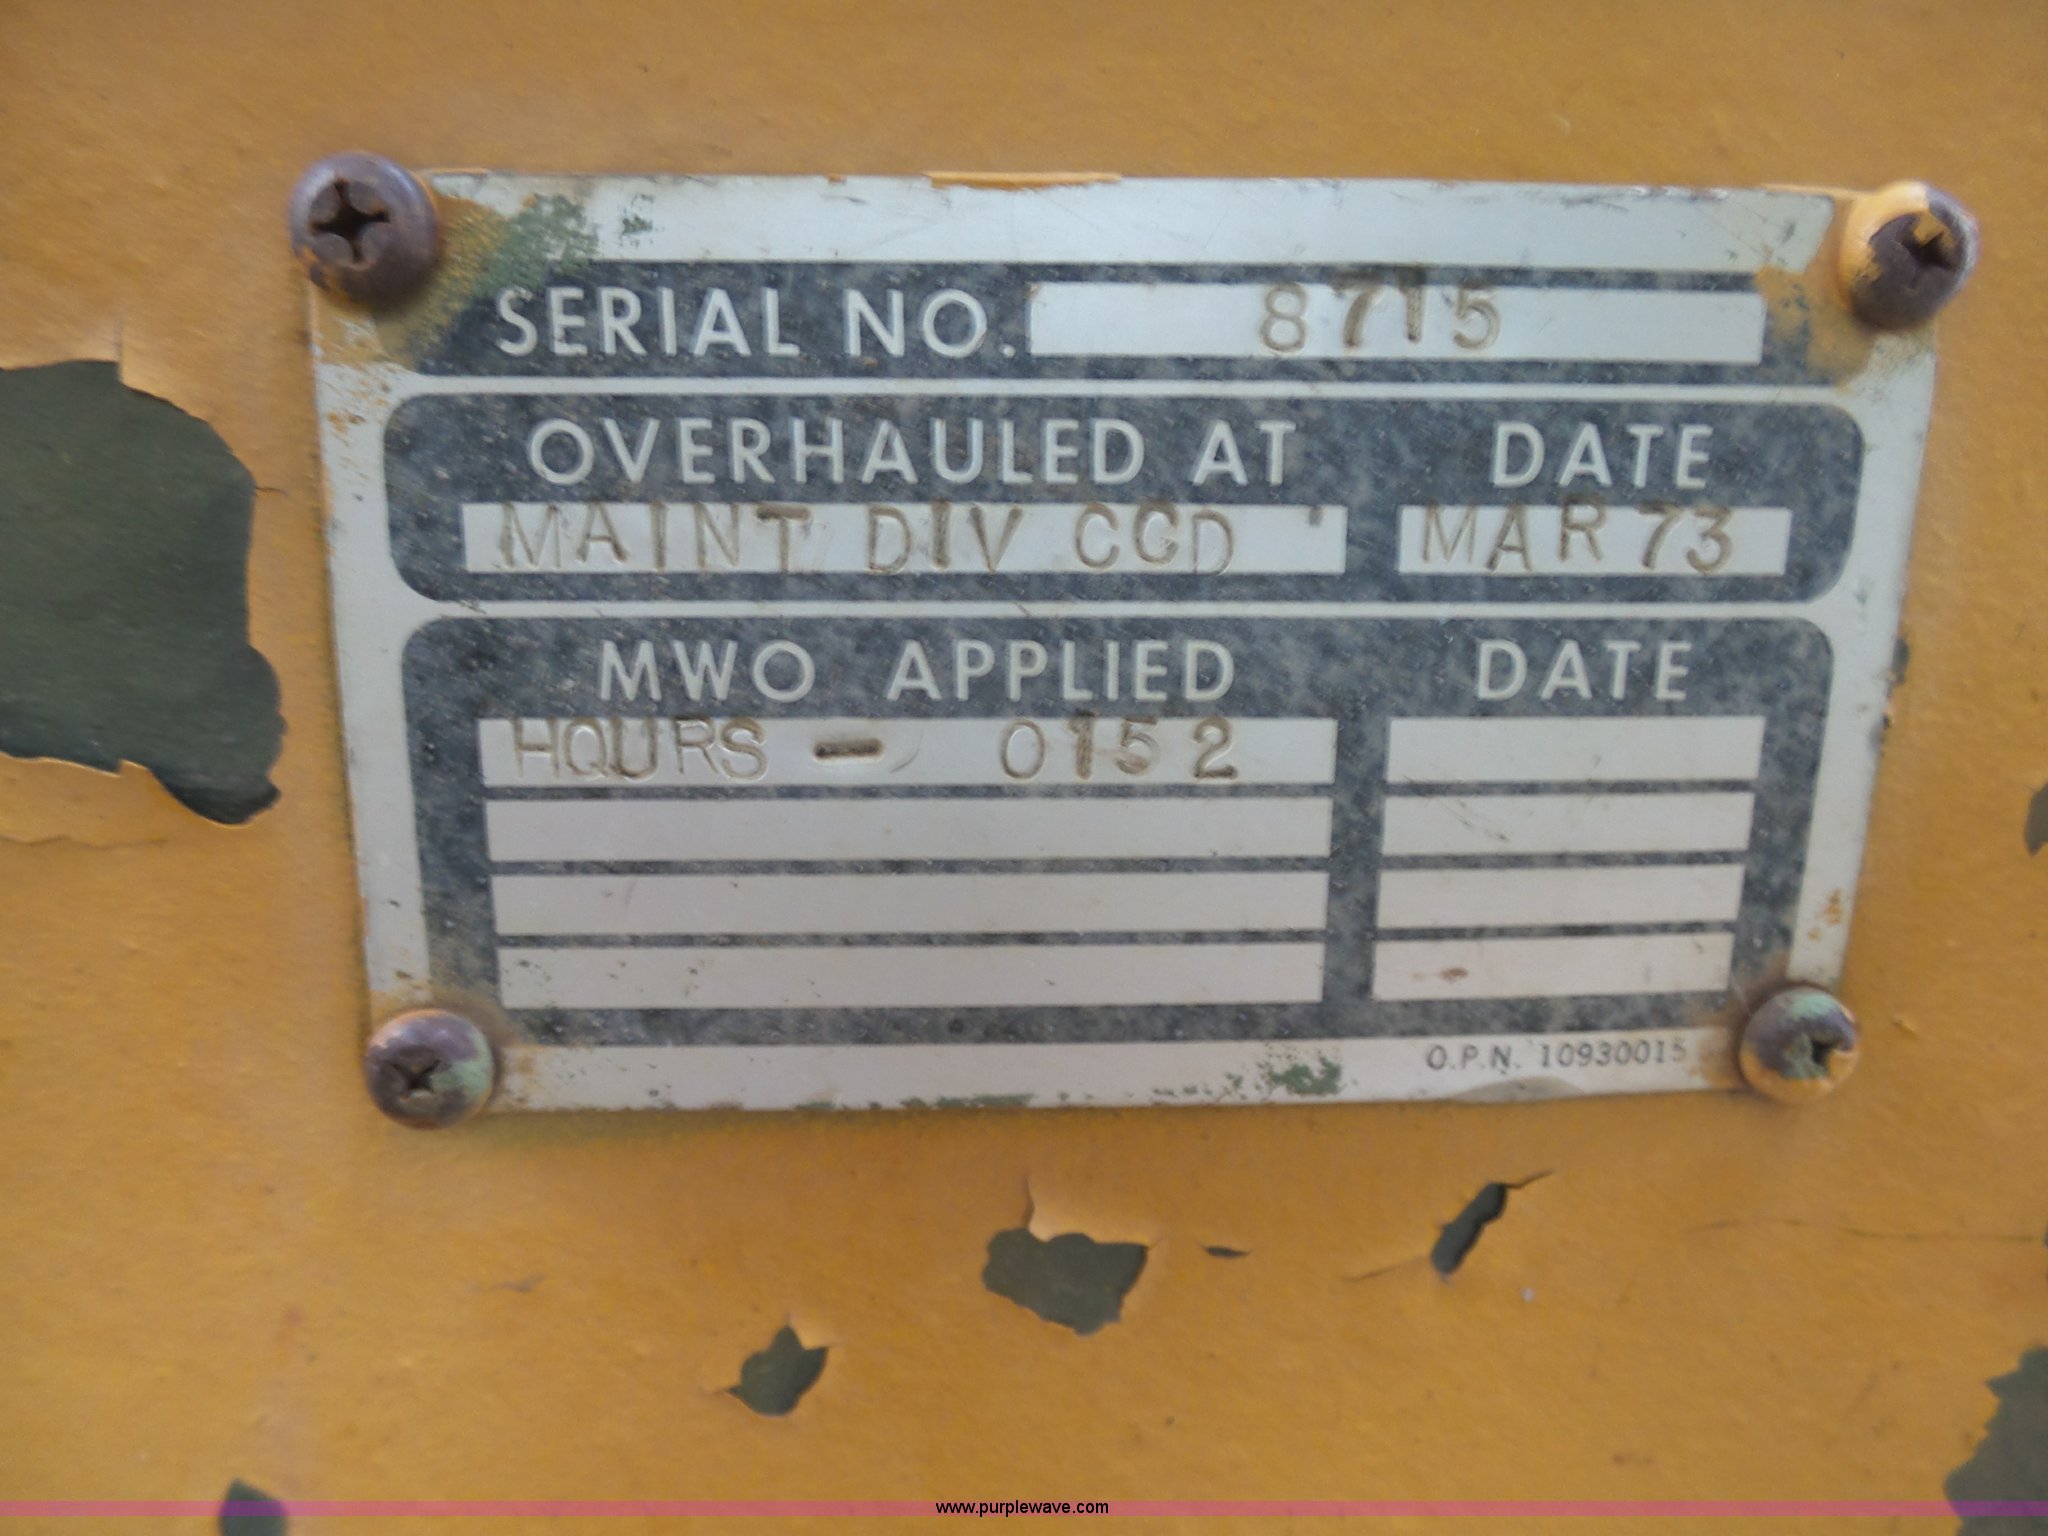 SERIAL NO. 8715
OVERHAULED AT DATE
MAINT DIV CCD MAR 73
MWO APPLIED DATE
HOURS - 0152
O.P.N. 10930015
www.purplewave.com